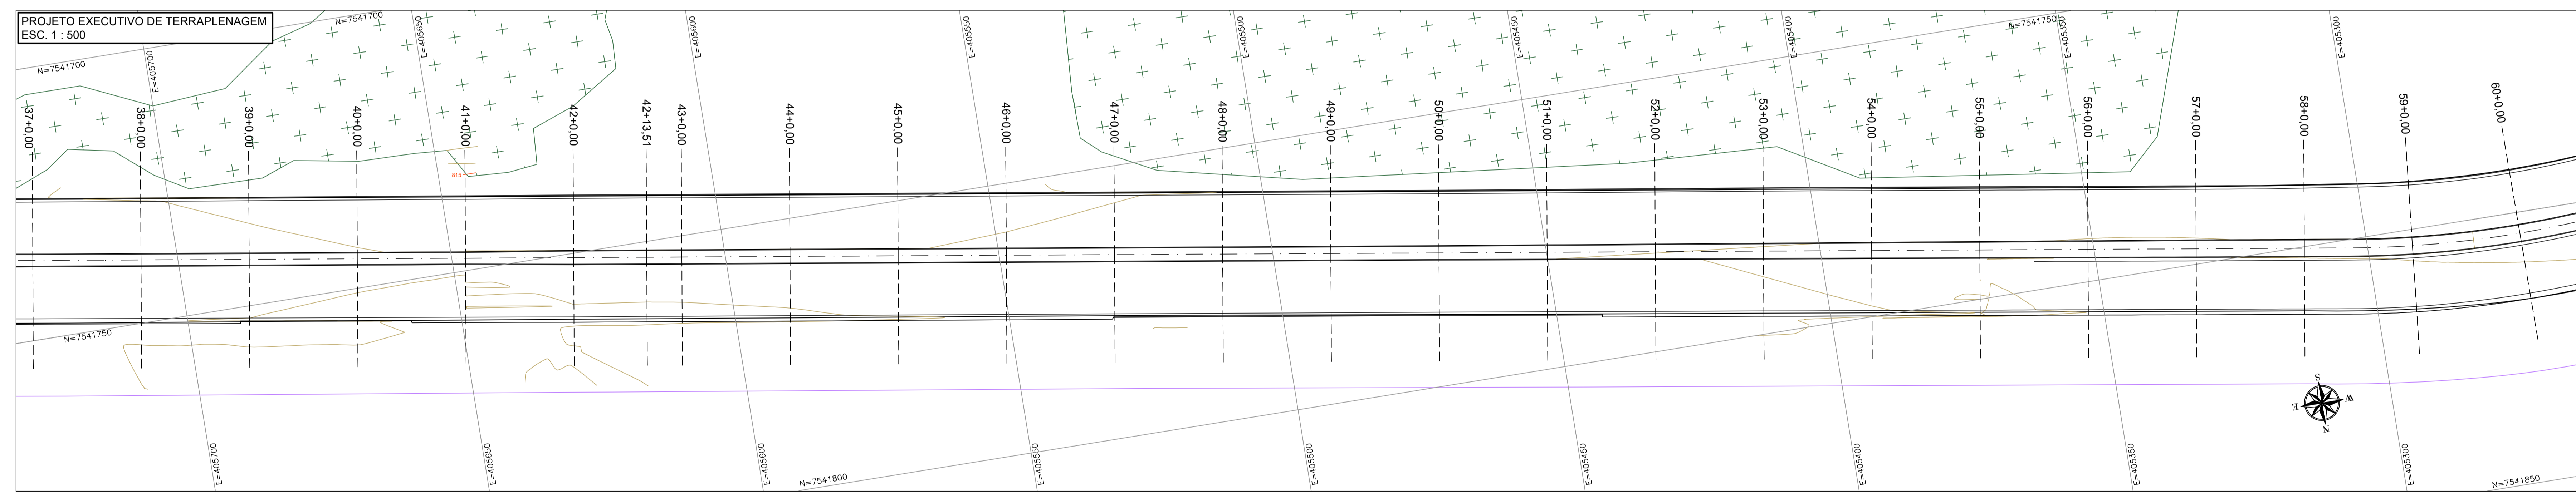 PROJETO EXECUTIVO DE TERRAPLENAGEM
ESC. 1 : 500
N=7541700
N=7541700
N=7541750
E=405700
E=405650
E=405600
E=405550
E=405500
E=405450
E=405400
E=405350
E=405300
37+0,00
38+0,00
39+0,00
40+0,00
41+0,00
42+0,00
42+13,51
43+0,00
44+0,00
45+0,00
46+0,00
47+0,00
48+0,00
49+0,00
50+0,00
51+0,00
52+0,00
53+0,00
54+0,00
55+0,00
56+0,00
57+0,00
58+0,00
59+0,00
60+0,00
815
N=7541750
S
E
W
N
E=405700
E=405650
E=405600
E=405550
E=405500
E=405450
E=405400
E=405350
E=405300
N=7541800
N=7541850